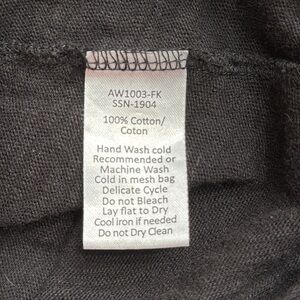 AW1003-FK
SSN-1904
100% Cotton/
Coton
Hand Wash cold
Recommended or
Machine Wash
Cold in mesh bag
Delicate Cycle
Do not Bleach
Lay flat to Dry
Cool iron if needed
Do not Dry Clean